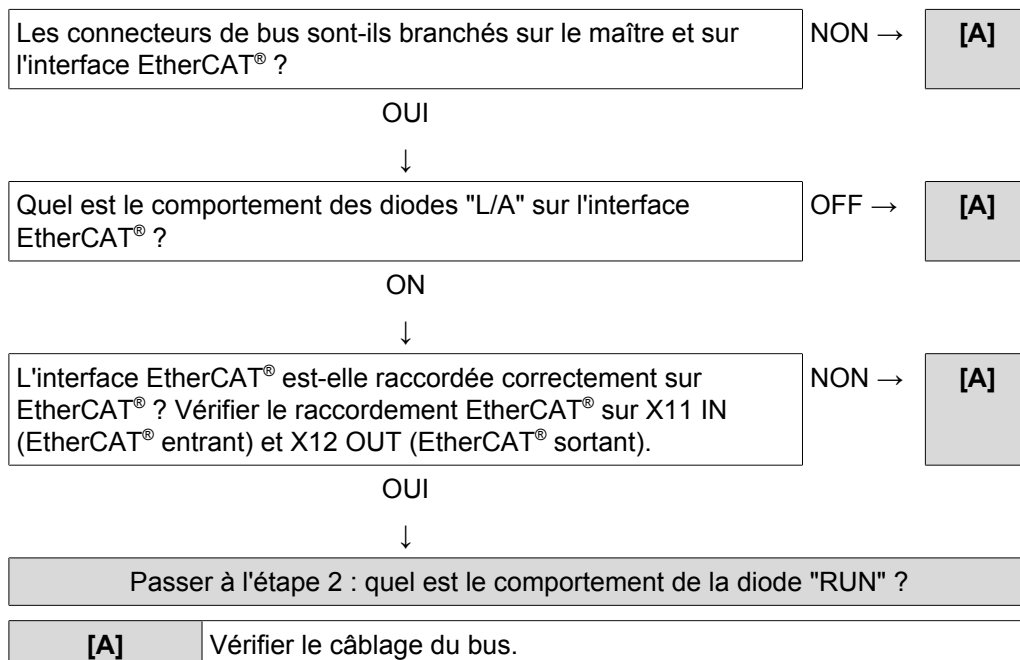 Les connecteurs de bus sont-ils branchés sur le maître et sur
l'interface EtherCAT® ?
NON →
[A]
OUI
↓
Quel est le comportement des diodes "L/A" sur l'interface
EtherCAT® ?
OFF →
[A]
ON
↓
L'interface EtherCAT® est-elle raccordée correctement sur
EtherCAT® ? Vérifier le raccordement EtherCAT® sur X11 IN
(EtherCAT® entrant) et X12 OUT (EtherCAT® sortant).
NON →
[A]
OUI
↓
Passer à l'étape 2 : quel est le comportement de la diode "RUN" ?
[A]
Vérifier le câblage du bus.